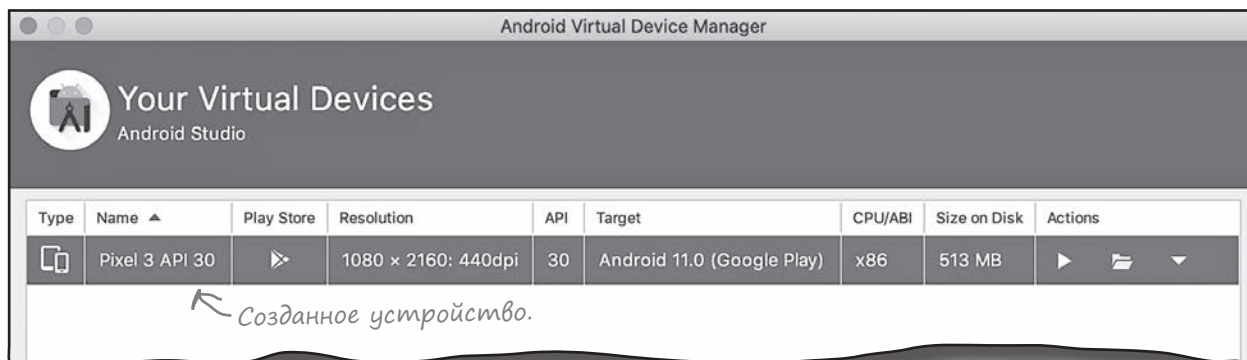 Android Virtual Device Manager
Your Virtual Devices
Android Studio
Type Name Play Store Resolution API Target CPU/ABI Size on Disk Actions
Pixel 3 API 30 1080 × 2160: 440dpi 30 Android 11.0 (Google Play) x86 513 MB
Созданное устройство.